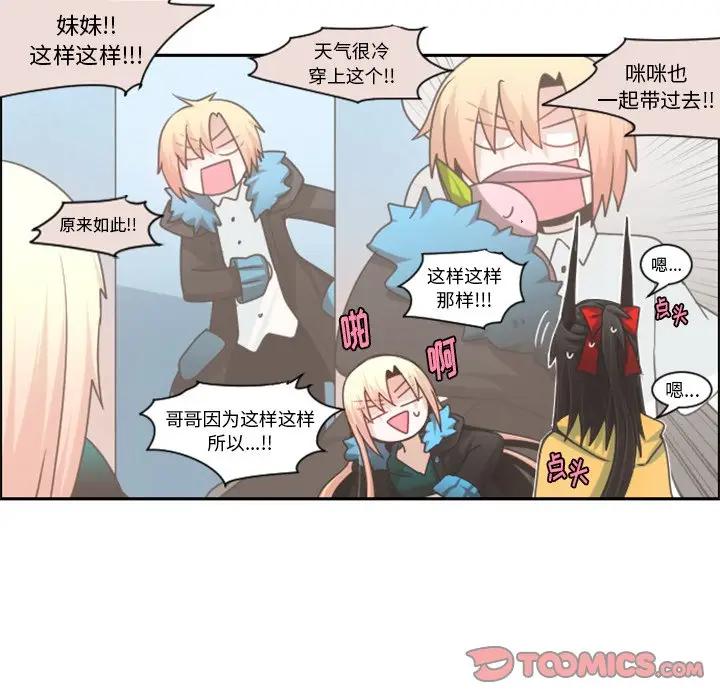 妹妹!!
这样这样!!!
天气很冷
穿上这个!!
咪咪也
一起带过去!!
原来如此!!
这样这样
那样!!!
嗯...
点头
啪
啊
哥哥因为这样这样
所以...!!
嗯...
点头
TOOMICS.COM